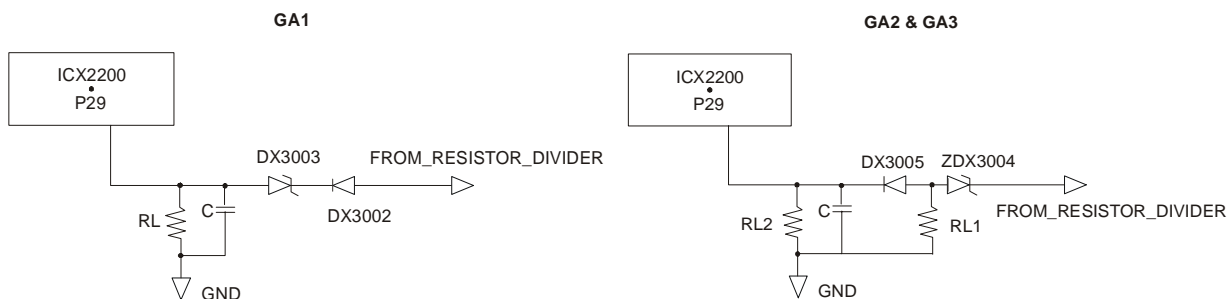 GA1
ICX2200
P29
DX3003
FROM_RESISTOR_DIVIDER
DX3002
RL
C
GND
GA2 & GA3
ICX2200
P29
DX3005
ZDX3004
FROM_RESISTOR_DIVIDER
RL2
C
RL1
GND